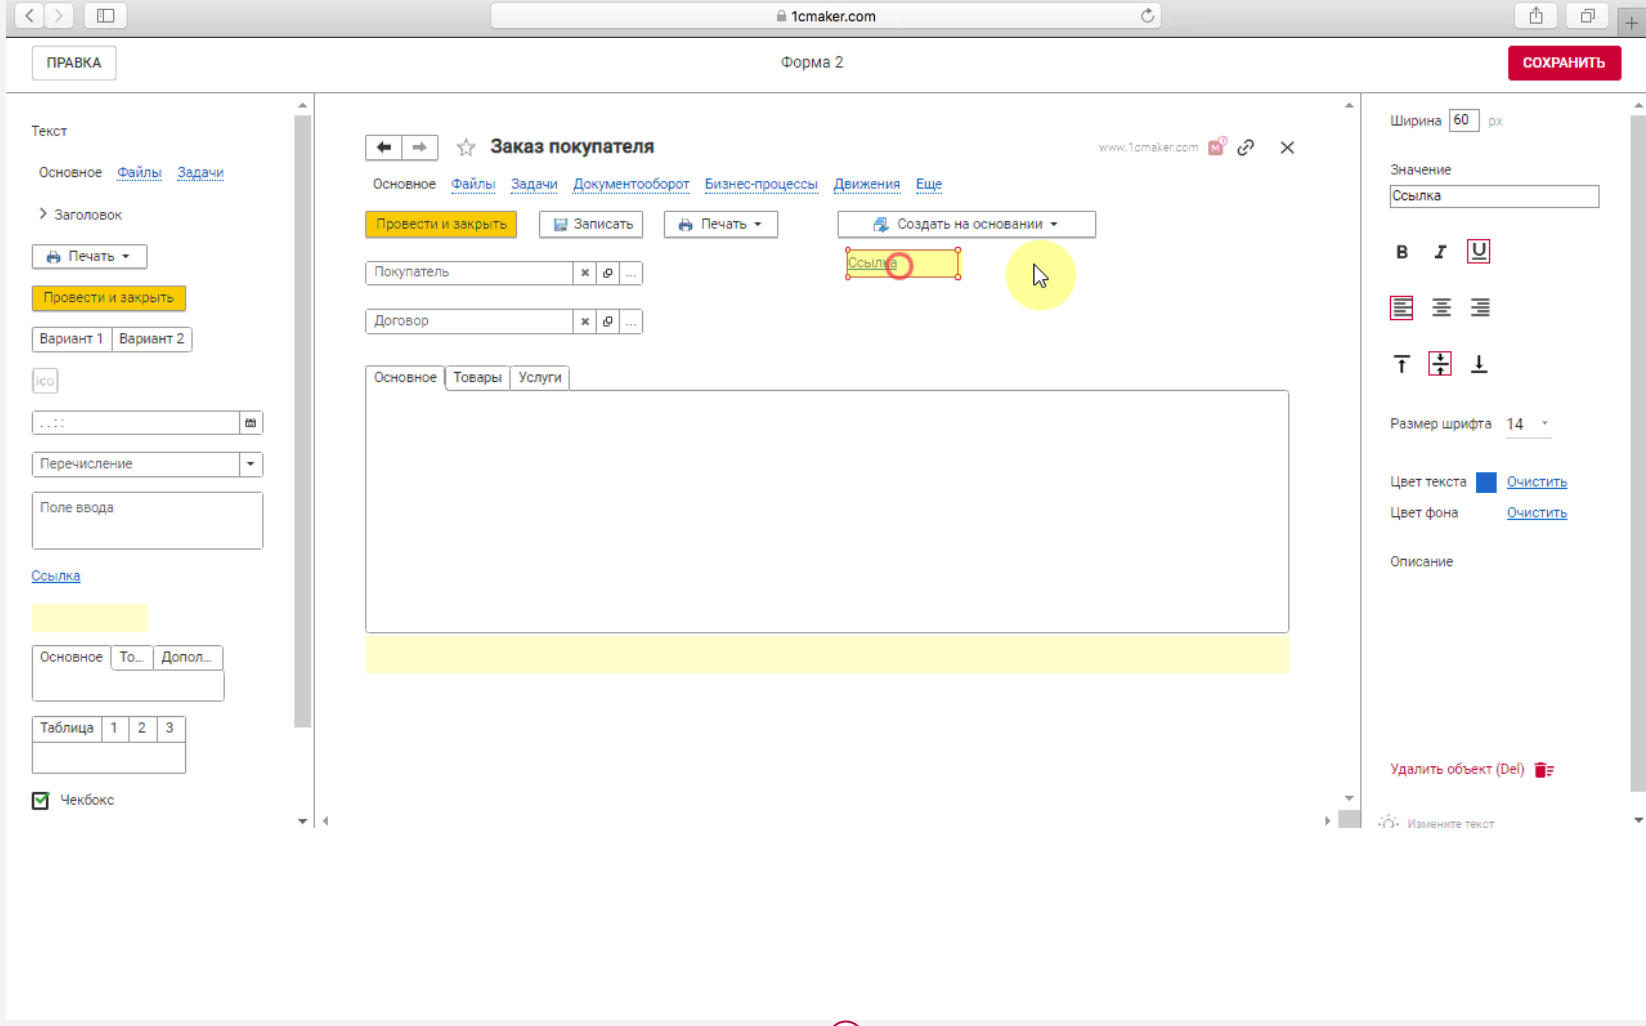 1cmaker.com
ПРАВКА
Форма 2
СОХРАНИТЬ
Текст
Основное Файлы Задачи
Заголовок
Печать
Провести и закрыть
Вариант 1 Вариант 2
ico
. . : :
Перечисление
Поле ввода
Ссылка
Основное То... Допол...
Таблица 1 2 3
Чекбокс
Заказ покупателя
www.1cmaker.com M
Основное Файлы Задачи Документооборот Бизнес-процессы Движения Еще
Провести и закрыть Записать Печать Создать на основании
Ссылка
Покупатель ...
Договор ...
Основное Товары Услуги
Ширина 60 px
Значение
Ссылка
B I U
Размер шрифта 14
Цвет текста Очистить
Цвет фона Очистить
Описание
Удалить объект (Del)
Измените текст